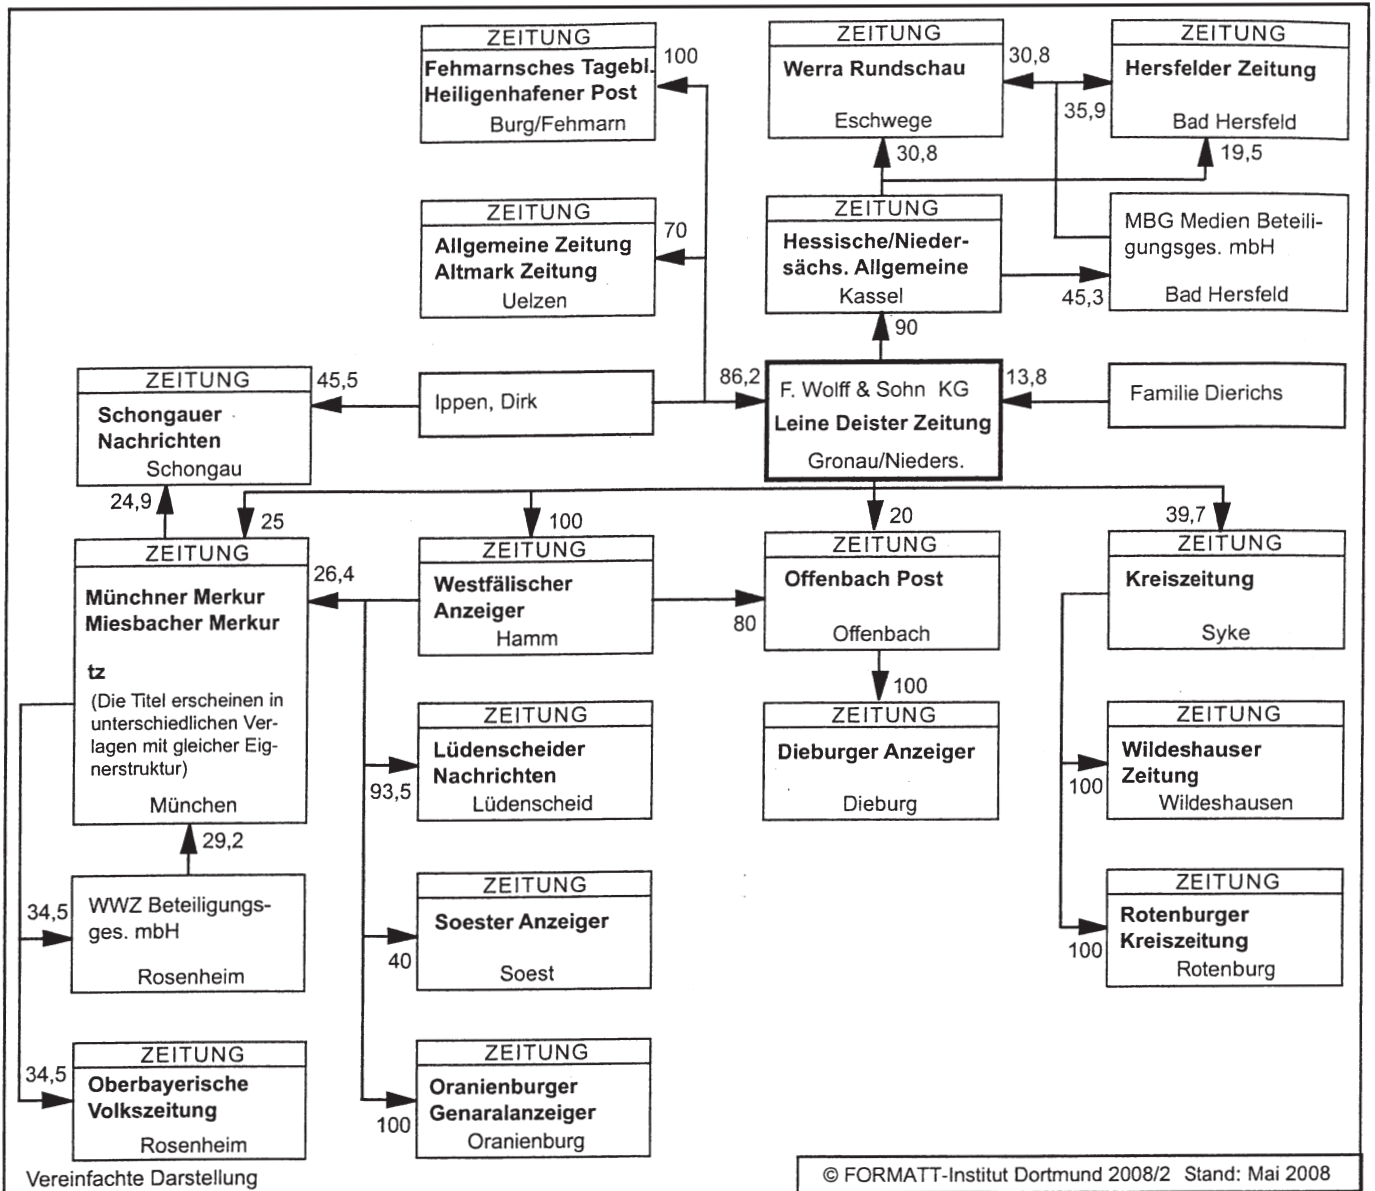 ZEITUNG
Fehmarnsches Tagebl.
Heiligenhafener Post
Burg/Fehmarn
100
ZEITUNG
Werra Rundschau
Eschwege
30,8
30,8
ZEITUNG
Hersfelder Zeitung
Bad Hersfeld
35,9
19,5
ZEITUNG
Allgemeine Zeitung
Altmark Zeitung
Uelzen
70
ZEITUNG
Hessische/Nieder-
sächs. Allgemeine
Kassel
90
MBG Medien Beteili-
gungsges. mbH
Bad Hersfeld
45,3
ZEITUNG
Schongauer
Nachrichten
Schongau
45,5
24,9
Ippen, Dirk
86,2
F. Wolff & Sohn KG
Leine Deister Zeitung
Gronau/Nieders.
13,8
Familie Dierichs
25
100
20
39,7
ZEITUNG
Münchner Merkur
Miesbacher Merkur
tz
(Die Titel erscheinen in
unterschiedlichen Ver-
lagen mit gleicher Eig-
nerstruktur)
München
26,4
29,2
ZEITUNG
Westfälischer
Anzeiger
Hamm
80
ZEITUNG
Offenbach Post
Offenbach
100
ZEITUNG
Kreiszeitung
Syke
ZEITUNG
Lüdenscheider
Nachrichten
Lüdenscheid
93,5
ZEITUNG
Dieburger Anzeiger
Dieburg
ZEITUNG
Wildeshauser
Zeitung
Wildeshausen
100
WWZ Beteiligungs-
ges. mbH
Rosenheim
34,5
ZEITUNG
Soester Anzeiger
Soest
40
ZEITUNG
Rotenburger
Kreiszeitung
Rotenburg
100
ZEITUNG
Oberbayerische
Volkszeitung
Rosenheim
34,5
ZEITUNG
Oranienburger
Genaralanzeiger
Oranienburg
100
Vereinfachte Darstellung
© FORMATT-Institut Dortmund 2008/2 Stand: Mai 2008